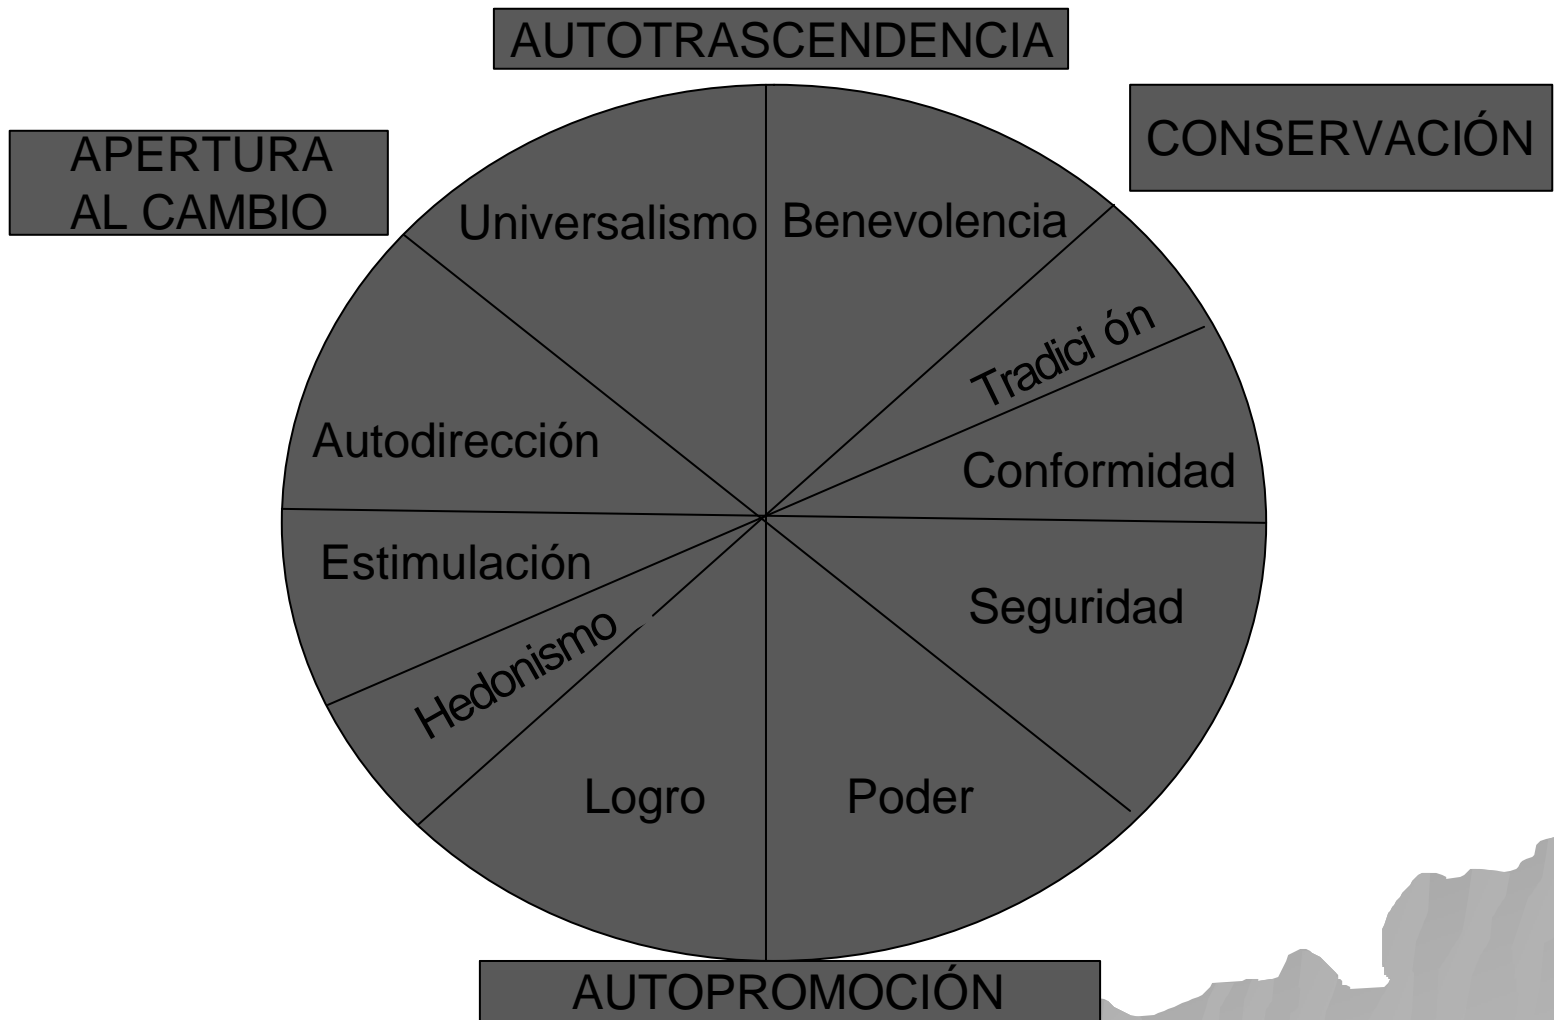 AUTOTRASCENDENCIA
APERTURA
AL CAMBIO
CONSERVACIÓN
Universalismo
Benevolencia
Tradici ón
Autodirección
Conformidad
Estimulación
Seguridad
Hedonismo
Logro
Poder
AUTOPROMOCIÓN